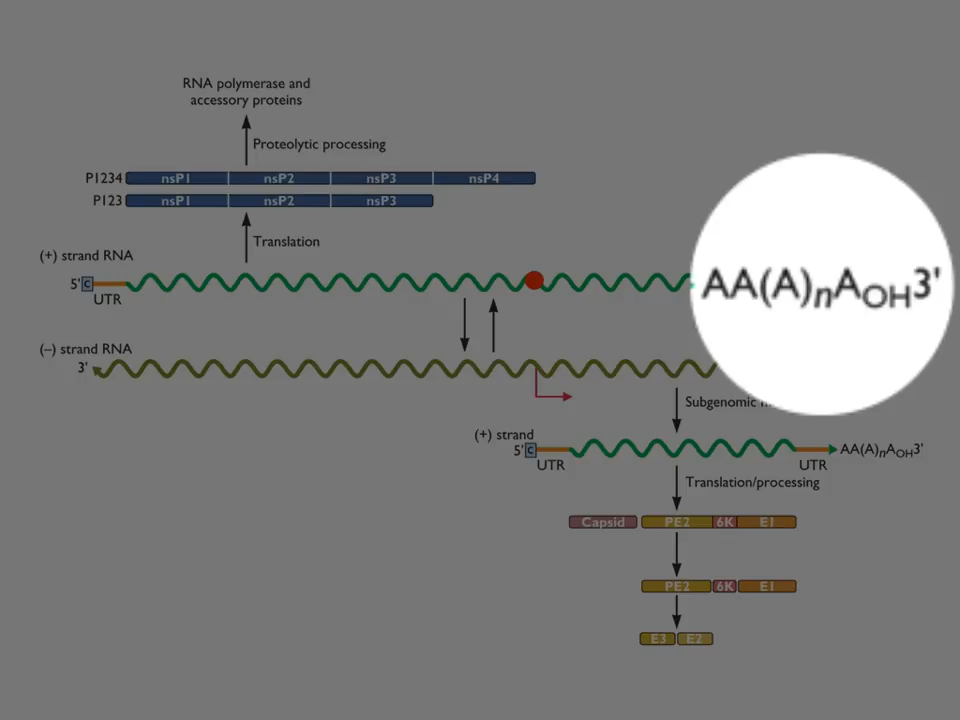 RNA polymerase and
accessory proteins
Proteolytic processing
P1234 nsP1 nsP2 nsP3 nsP4
P123 nsP1 nsP2 nsP3
Translation
(+) strand RNA
5' C AA(A)nAOH3'
UTR
(–) strand RNA
3'
Subgenomic
(+) strand
5' C AA(A)nAOH3'
UTR UTR
Translation/processing
Capsid PE2 6K E1
PE2 6K E1
E3 E2